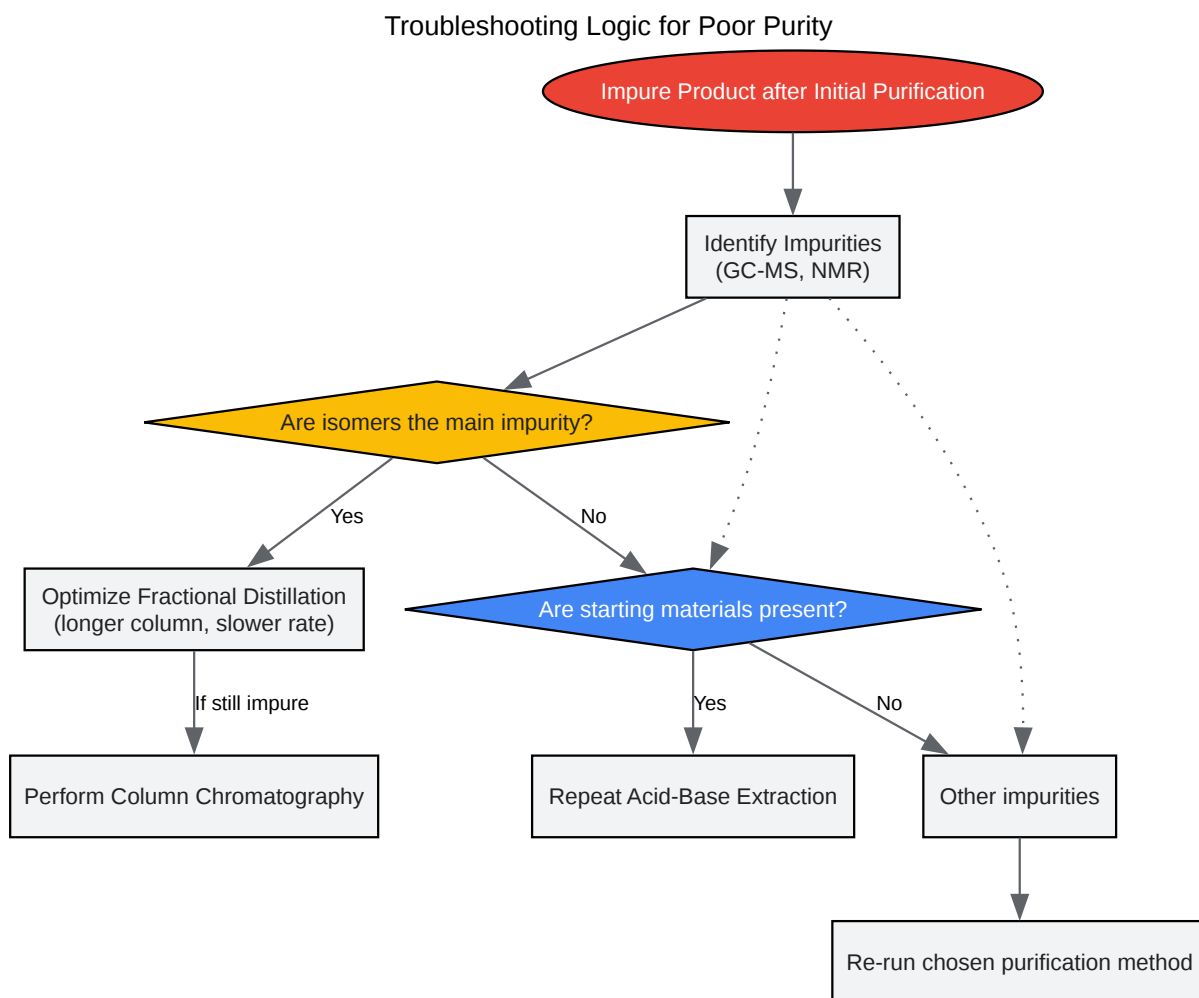 Troubleshooting Logic for Poor Purity
Impure Product after Initial Purification
Identify Impurities
(GC-MS, NMR)
Are isomers the main impurity?
Yes
No
Optimize Fractional Distillation
(longer column, slower rate)
Are starting materials present?
If still impure
Yes
No
Perform Column Chromatography
Repeat Acid-Base Extraction
Other impurities
Re-run chosen purification method